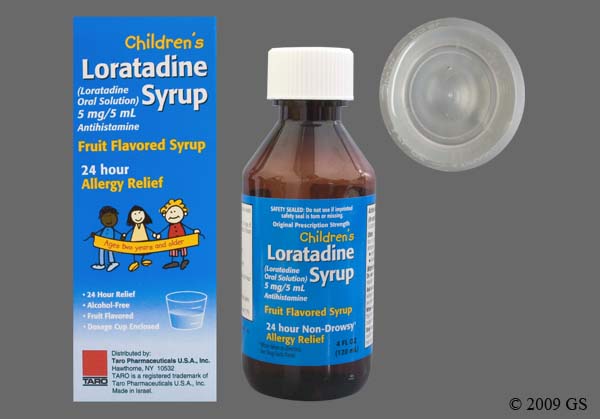 Children's
Loratadine
(Loratadine
Oral Solution) Syrup
5 mg/5 mL
Antihistamine
Fruit Flavored Syrup
24 hour
Allergy Relief
Ages two years and older
• 24 Hour Relief
• Alcohol-Free
• Fruit Flavored
• Dosage Cup Enclosed
TARO
Distributed by:
Taro Pharmaceuticals U.S.A., Inc.
Hawthorne, NY 10532
TARO is a registered trademark of
Taro Pharmaceuticals U.S.A., Inc.
Made in Israel.
SAFETY SEALED: Do not use if imprinted
safety seal is torn or missing.
Original Prescription Strength
Children's
Loratadine
(Loratadine
Oral Solution) Syrup
5 mg/5 mL
Antihistamine
Fruit Flavored Syrup
24 hour Non-Drowsy*
Allergy Relief
4 FL OZ
(120 mL)
© 2009 GS